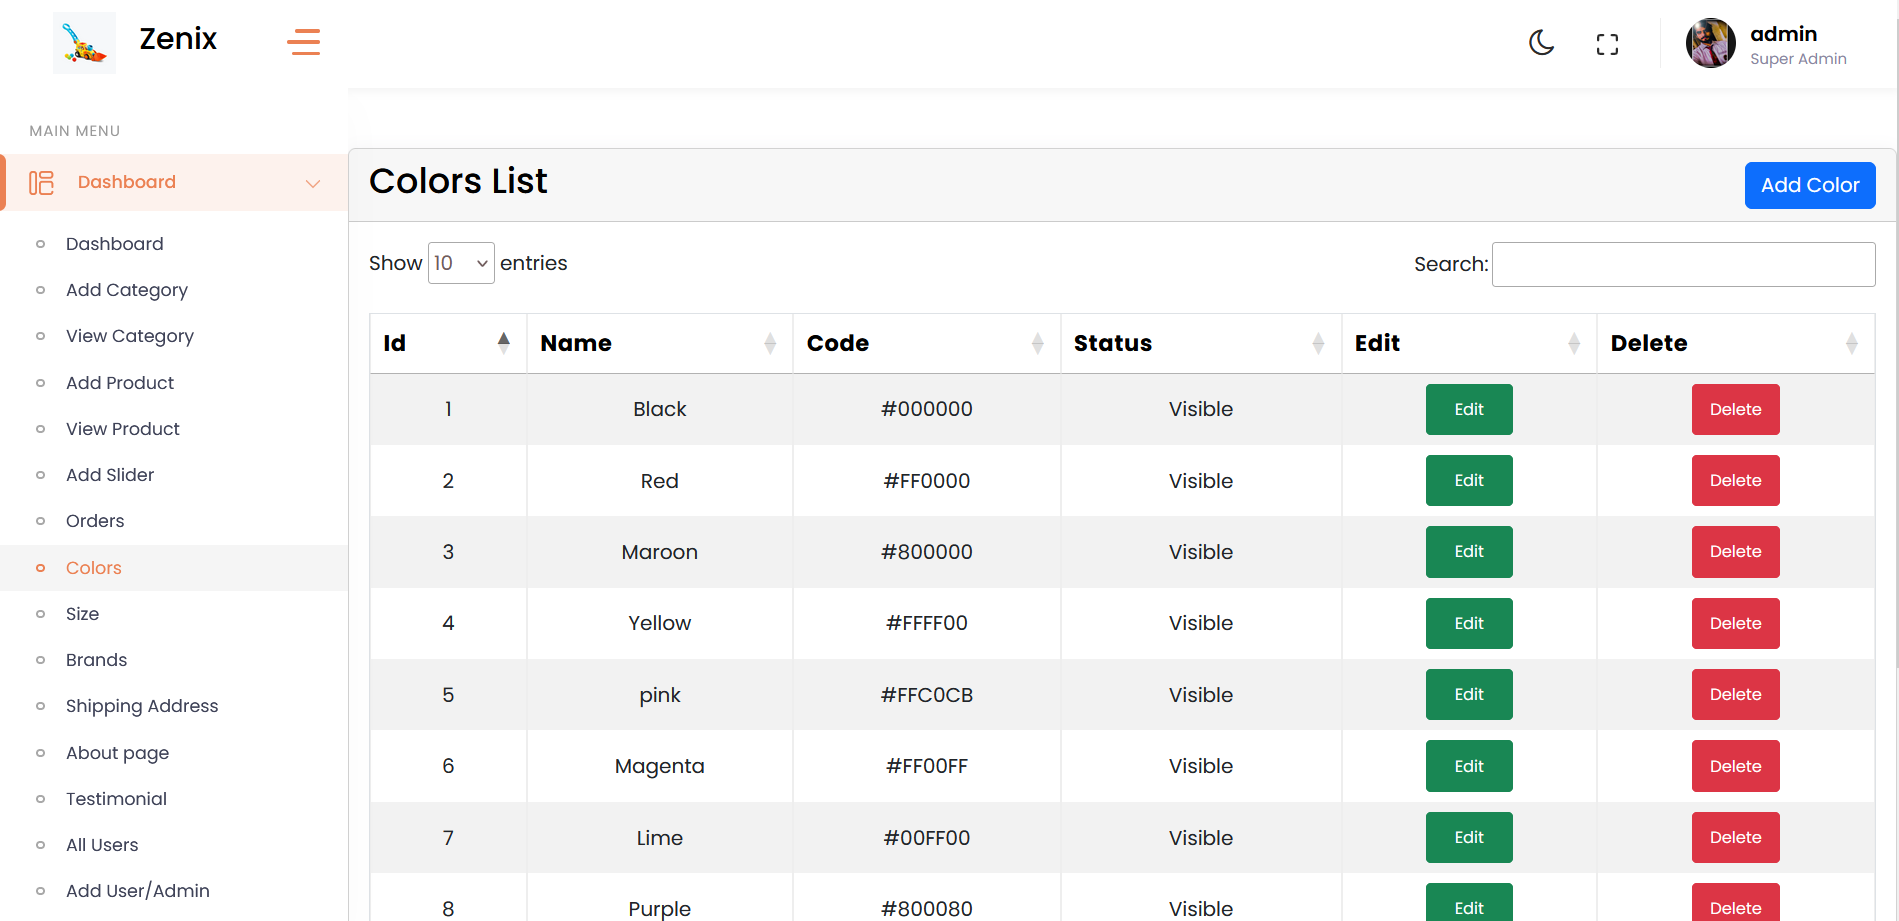 Zenix
admin
Super Admin
MAIN MENU
Dashboard
Dashboard
Add Category
View Category
Add Product
View Product
Add Slider
Orders
Colors
Size
Brands
Shipping Address
About page
Testimonial
All Users
Add User/Admin
Colors List
Add Color
Show 10 entries
Search:
Id Name Code Status Edit Delete
1 Black #000000 Visible Edit Delete
2 Red #FF0000 Visible Edit Delete
3 Maroon #800000 Visible Edit Delete
4 Yellow #FFFF00 Visible Edit Delete
5 pink #FFC0CB Visible Edit Delete
6 Magenta #FF00FF Visible Edit Delete
7 Lime #00FF00 Visible Edit Delete
8 Purple #800080 Visible Edit Delete